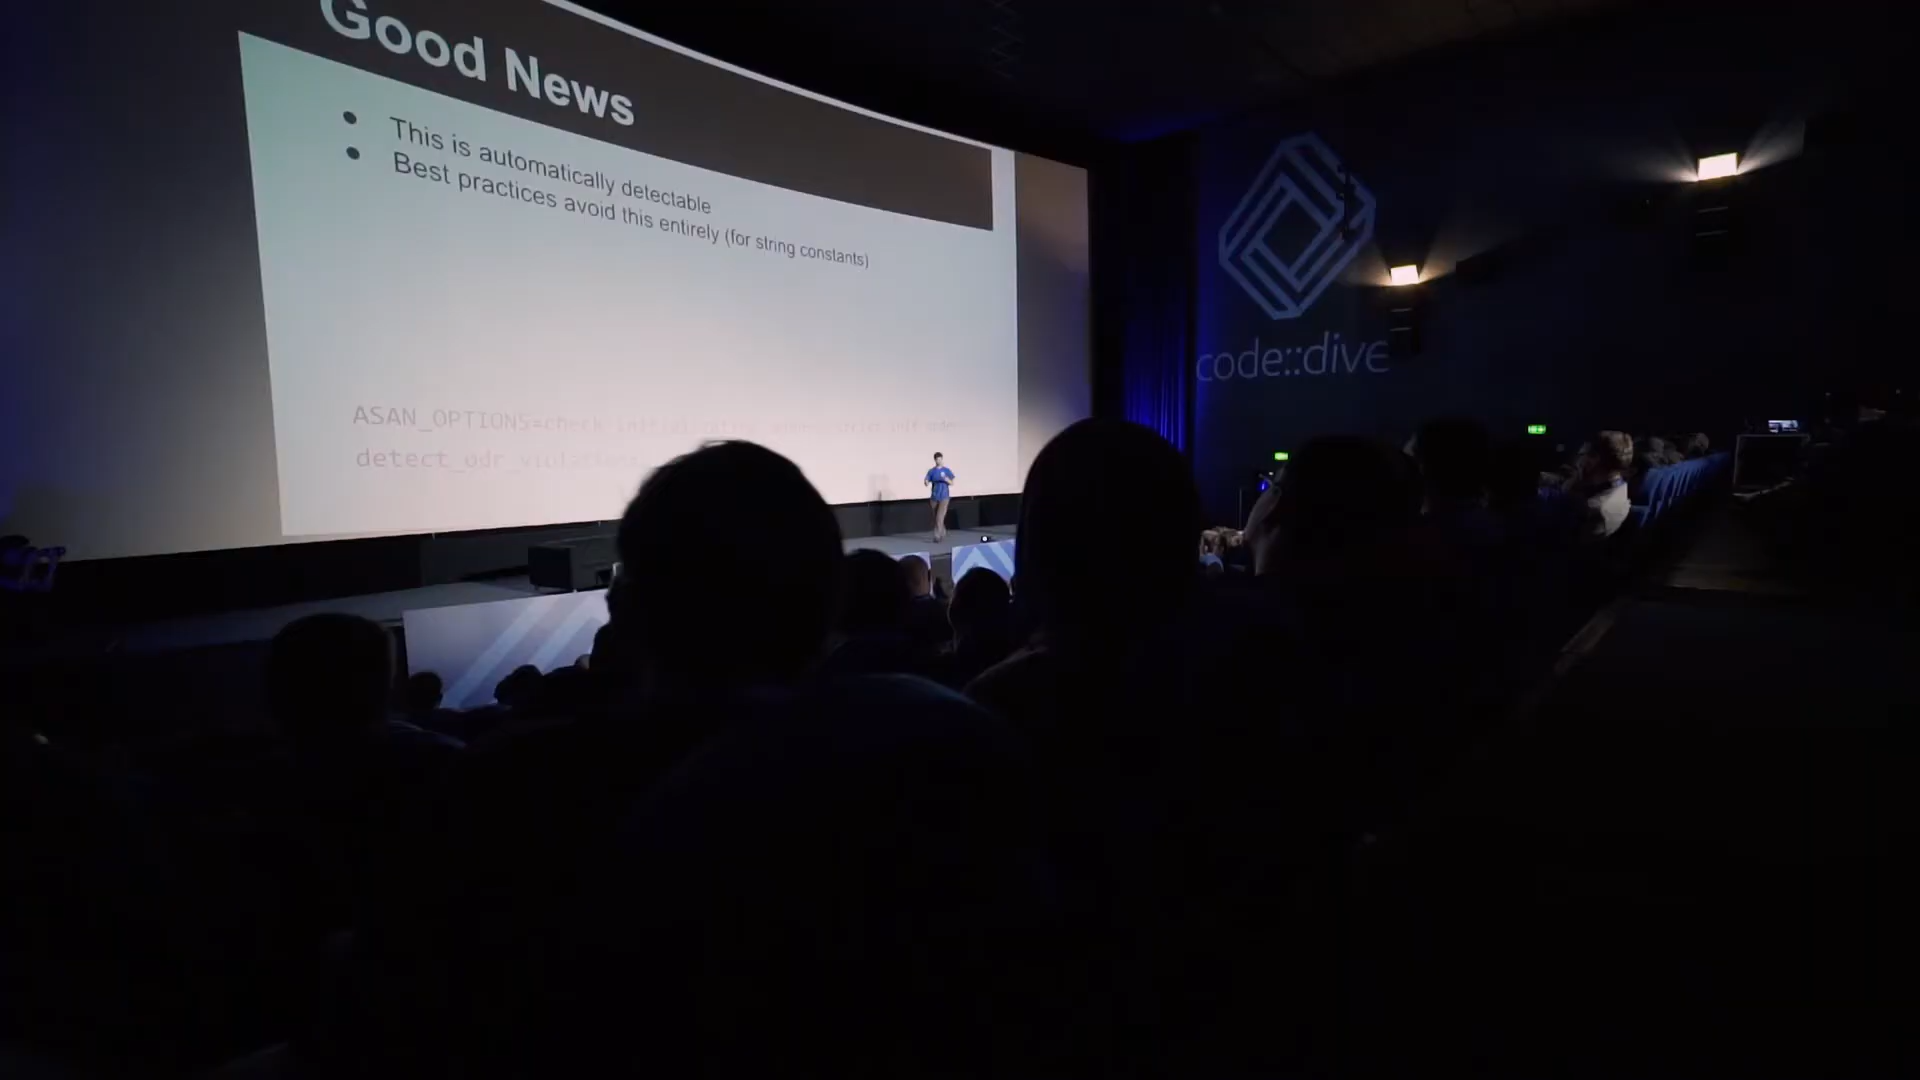 Good News
This is automatically detectable
Best practices avoid this entirely (for string constants)
ASAN_OPTIONS=check
detect_odr
code::dive